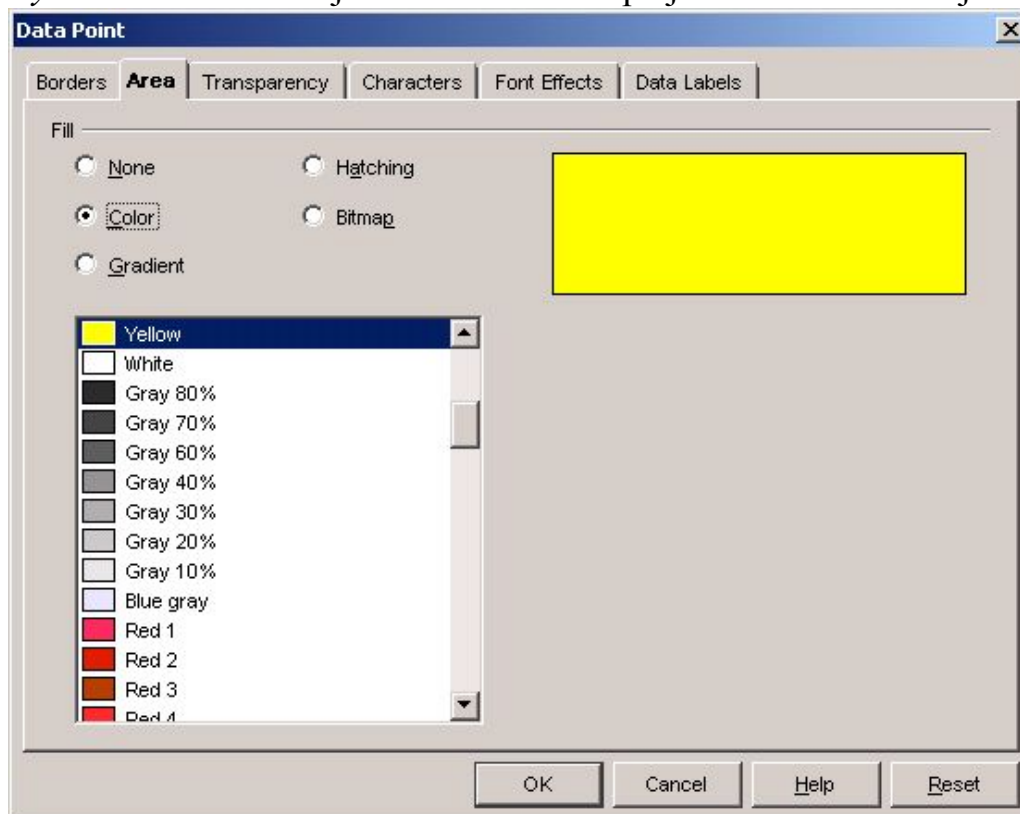 Data Point
Borders Area Transparency Characters Font Effects Data Labels
Fill
None Hatching
Color Bitmap
Gradient
Yellow
White
Gray 80%
Gray 70%
Gray 60%
Gray 40%
Gray 30%
Gray 20%
Gray 10%
Blue gray
Red 1
Red 2
Red 3
Red 4
OK Cancel Help Reset